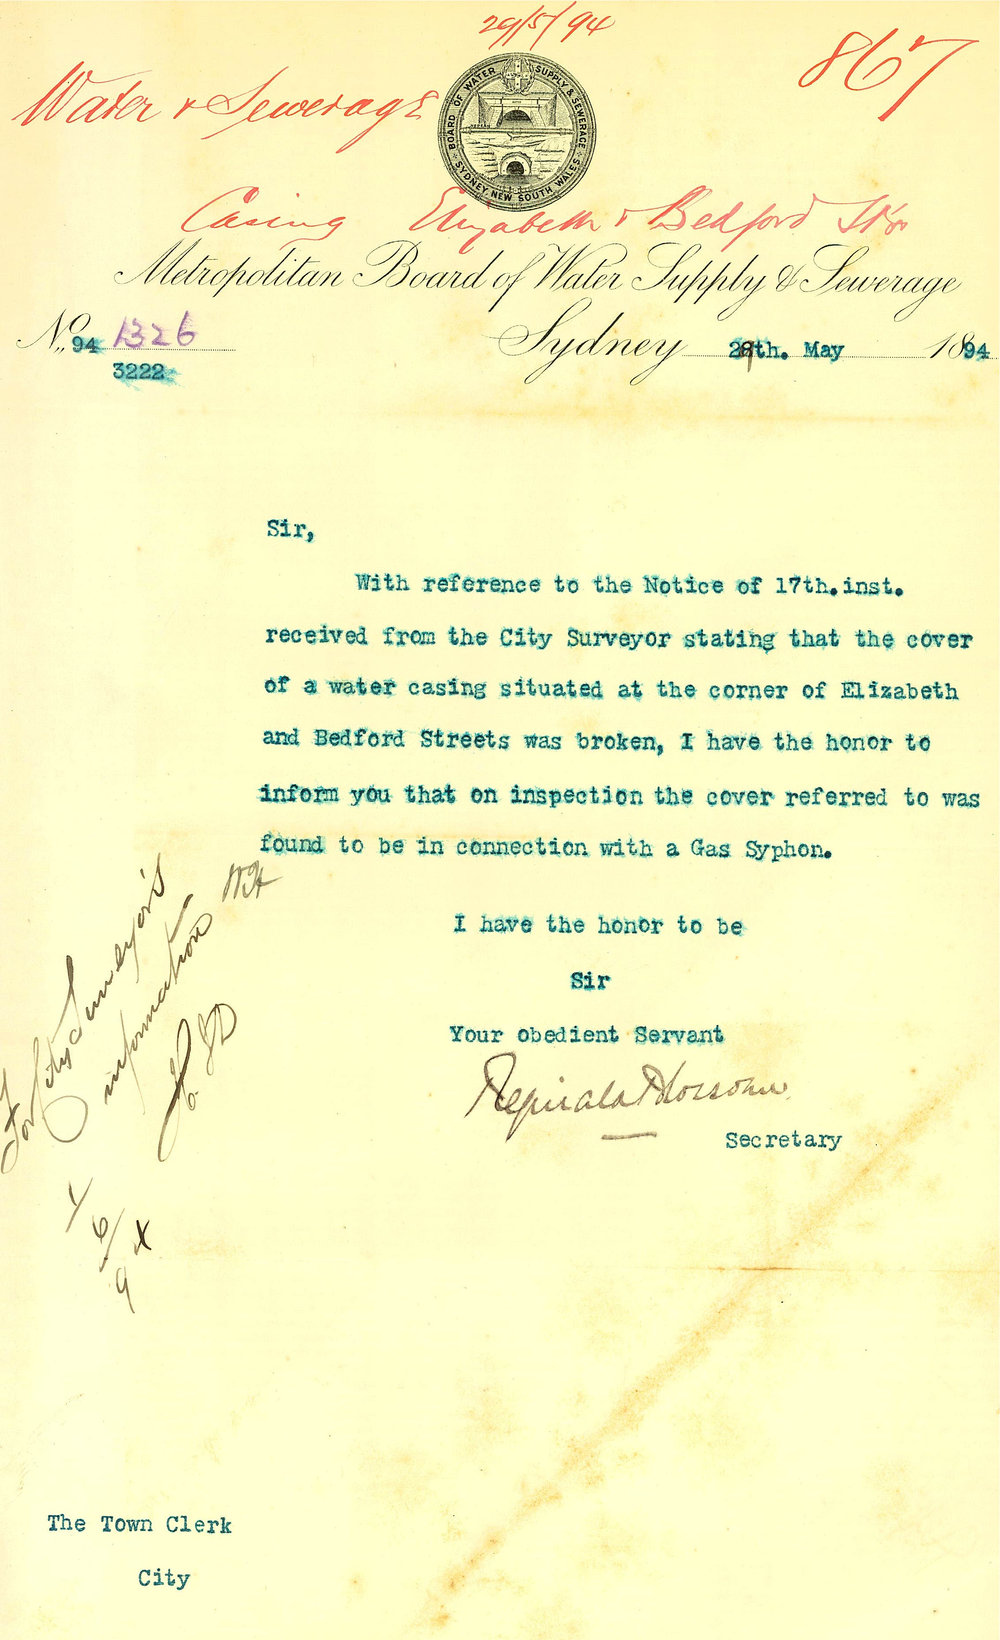 29/5/94
867
Water & Sewerage
BOARD OF WATER SUPPLY & SEWERAGE
SYDNEY, NEW SOUTH WALES
Casing Elizabeth & Bedford Sts
Metropolitan Board of Water Supply & Sewerage
No. 94 1326
3222
Sydney 29th. May 1894
Sir,
With reference to the Notice of 17th.inst.
received from the City Surveyor stating that the cover
of a water casing situated at the corner of Elizabeth
and Bedford Streets was broken, I have the honor to
inform you that on inspection the cover referred to was
found to be in connection with a Gas Syphon.
I have the honor to be
Sir
Your obedient Servant
Secretary
For City Surveyor's
information
1/6/94
The Town Clerk
City